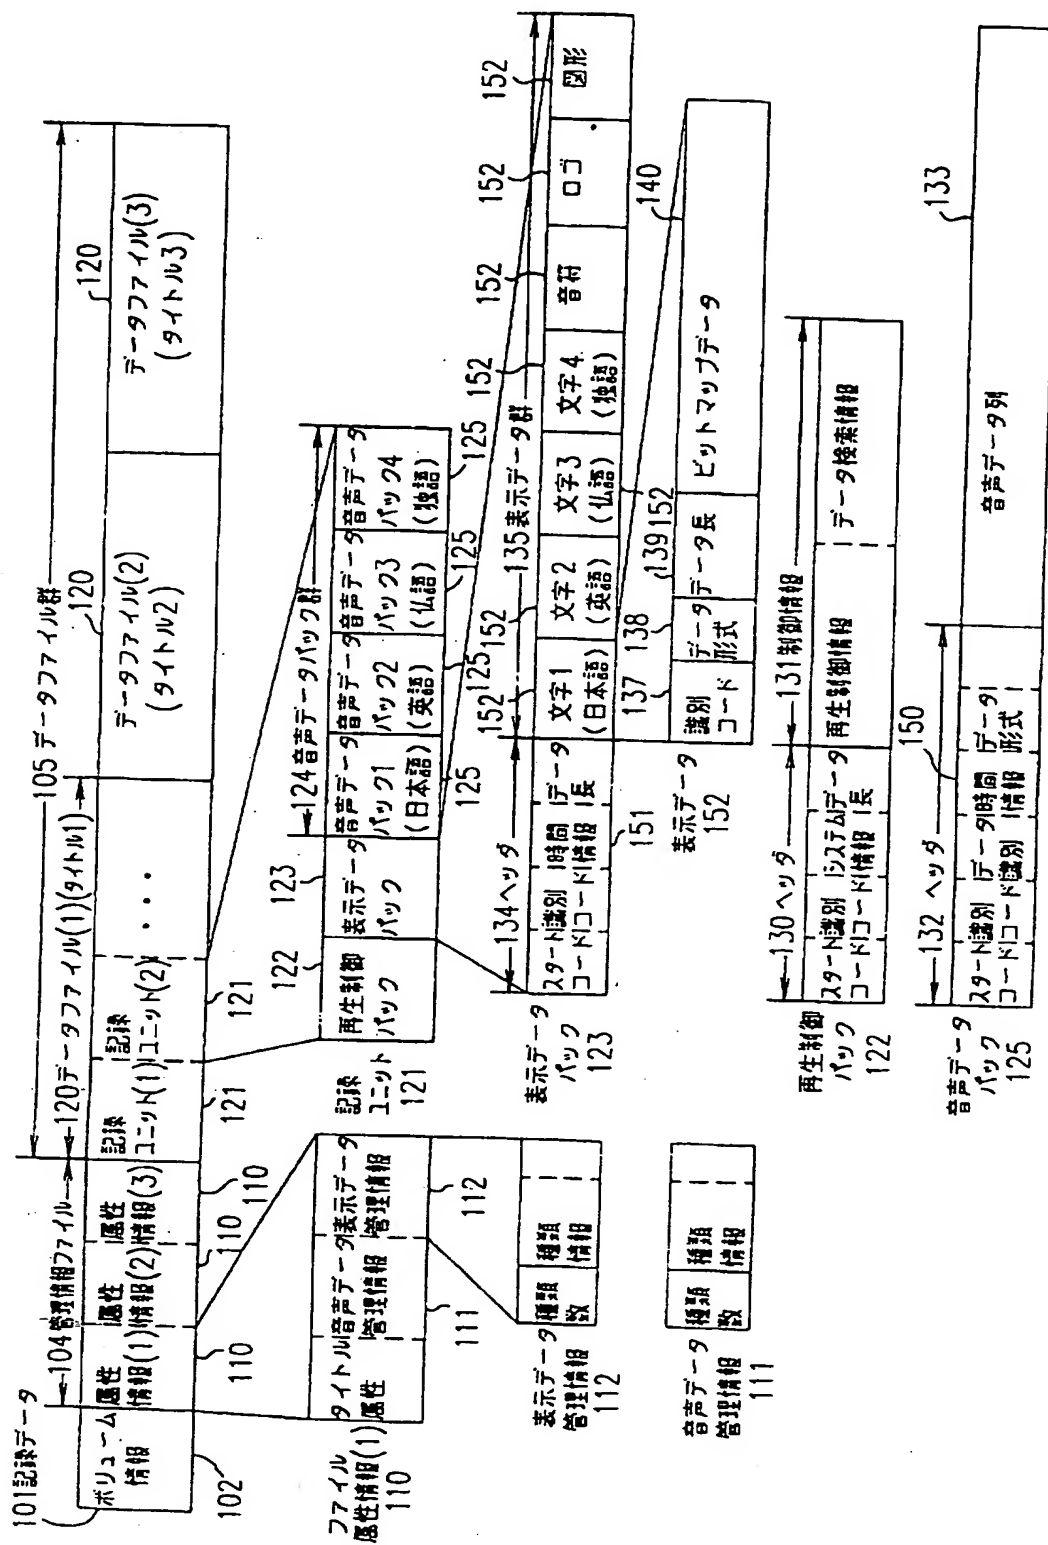 101記録データ
104管理情報ファイル
120データファイル(1)(タイトル1)
105データファイル群
120
120
ボリューム
情報
属性
情報(1)
属性
情報(2)
属性
情報(3)
記録
ユニット(1)
記録
ユニット(2)
・・・
データファイル(2)
(タイトル2)
データファイル(3)
(タイトル3)
102
110
110
110
121
121
ファイル
属性情報(1)
110
タイトル
属性
音声データ
管理情報
表示データ
管理情報
111
112
記録
ユニット
121
122
123
124音声データパック群
再生制御
パック
表示データ
パック
音声データ
パック1
(日本語)
音声データ
パック2
(英語)
音声データ
パック3
(仏語)
音声データ
パック4
(独語)
125
125
125
125
表示データ
管理情報
112
種類
数
種類
情報
表示データ
パック
123
134ヘッダ
135表示データ群
152
152
152
152
152
152
スタート
コード
識別
コード
時間
情報
データ
長
文字1
(日本語)
文字2
(英語)
文字3
(仏語)
文字4
(独語)
音符
ロゴ
図形
151
152
表示データ
152
137
138
139
140
識別
コード
データ
形式
データ長
ビットマップデータ
音声データ
管理情報
111
種類
数
種類
情報
再生制御
パック
122
130ヘッダ
131制御情報
スタート
コード
識別
コード
システム
情報
データ
長
再生制御情報
データ検索情報
音声データ
パック
125
132ヘッダ
150
133
スタート
コード
識別
コード
データ
識別
時間
情報
データ
形式
音声データ列